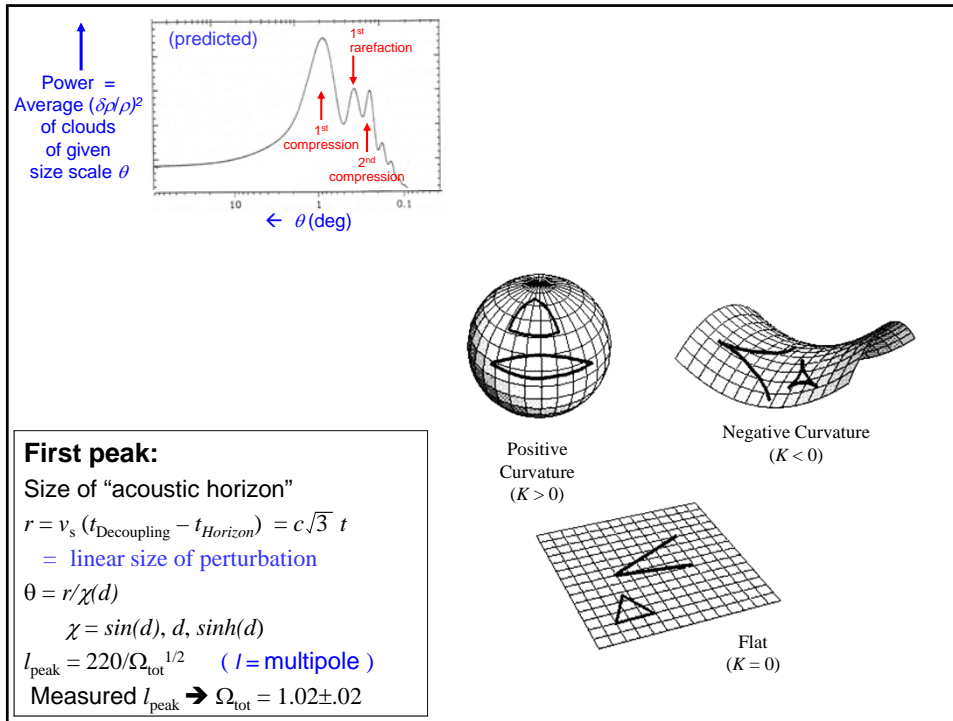 (predicted)
1st
rarefaction
Power =
Average (δρ/ρ)²
of clouds
of given
size scale θ
1st
compression
2nd
compression
10
1
0.1
← θ (deg)
Positive
Curvature
(K > 0)
Negative Curvature
(K < 0)
Flat
(K = 0)
First peak:
Size of “acoustic horizon”
r = vs (tDecoupling – tHorizon) = c√3 t
= linear size of perturbation
θ = r/χ(d)
χ = sin(d), d, sinh(d)
lpeak = 220/Ωtot1/2 ( l = multipole )
Measured lpeak ➔ Ωtot = 1.02±.02